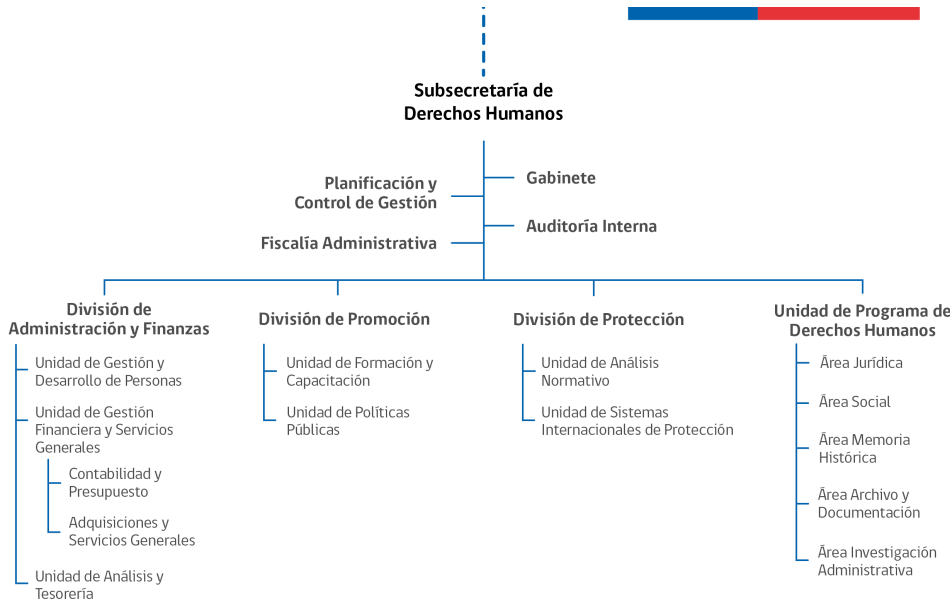 Subsecretaría de
Derechos Humanos
Planificación y
Control de Gestión
Gabinete
Fiscalía Administrativa
Auditoría Interna
División de
Administración y Finanzas
Unidad de Gestión y
Desarrollo de Personas
Unidad de Gestión
Financiera y Servicios
Generales
Contabilidad y
Presupuesto
Adquisiciones y
Servicios Generales
Unidad de Análisis y
Tesorería
División de Promoción
Unidad de Formación y
Capacitación
Unidad de Políticas
Públicas
División de Protección
Unidad de Análisis
Normativo
Unidad de Sistemas
Internacionales de Protección
Unidad de Programa de
Derechos Humanos
Área Jurídica
Área Social
Área Memoria
Histórica
Área Archivo y
Documentación
Área Investigación
Administrativa